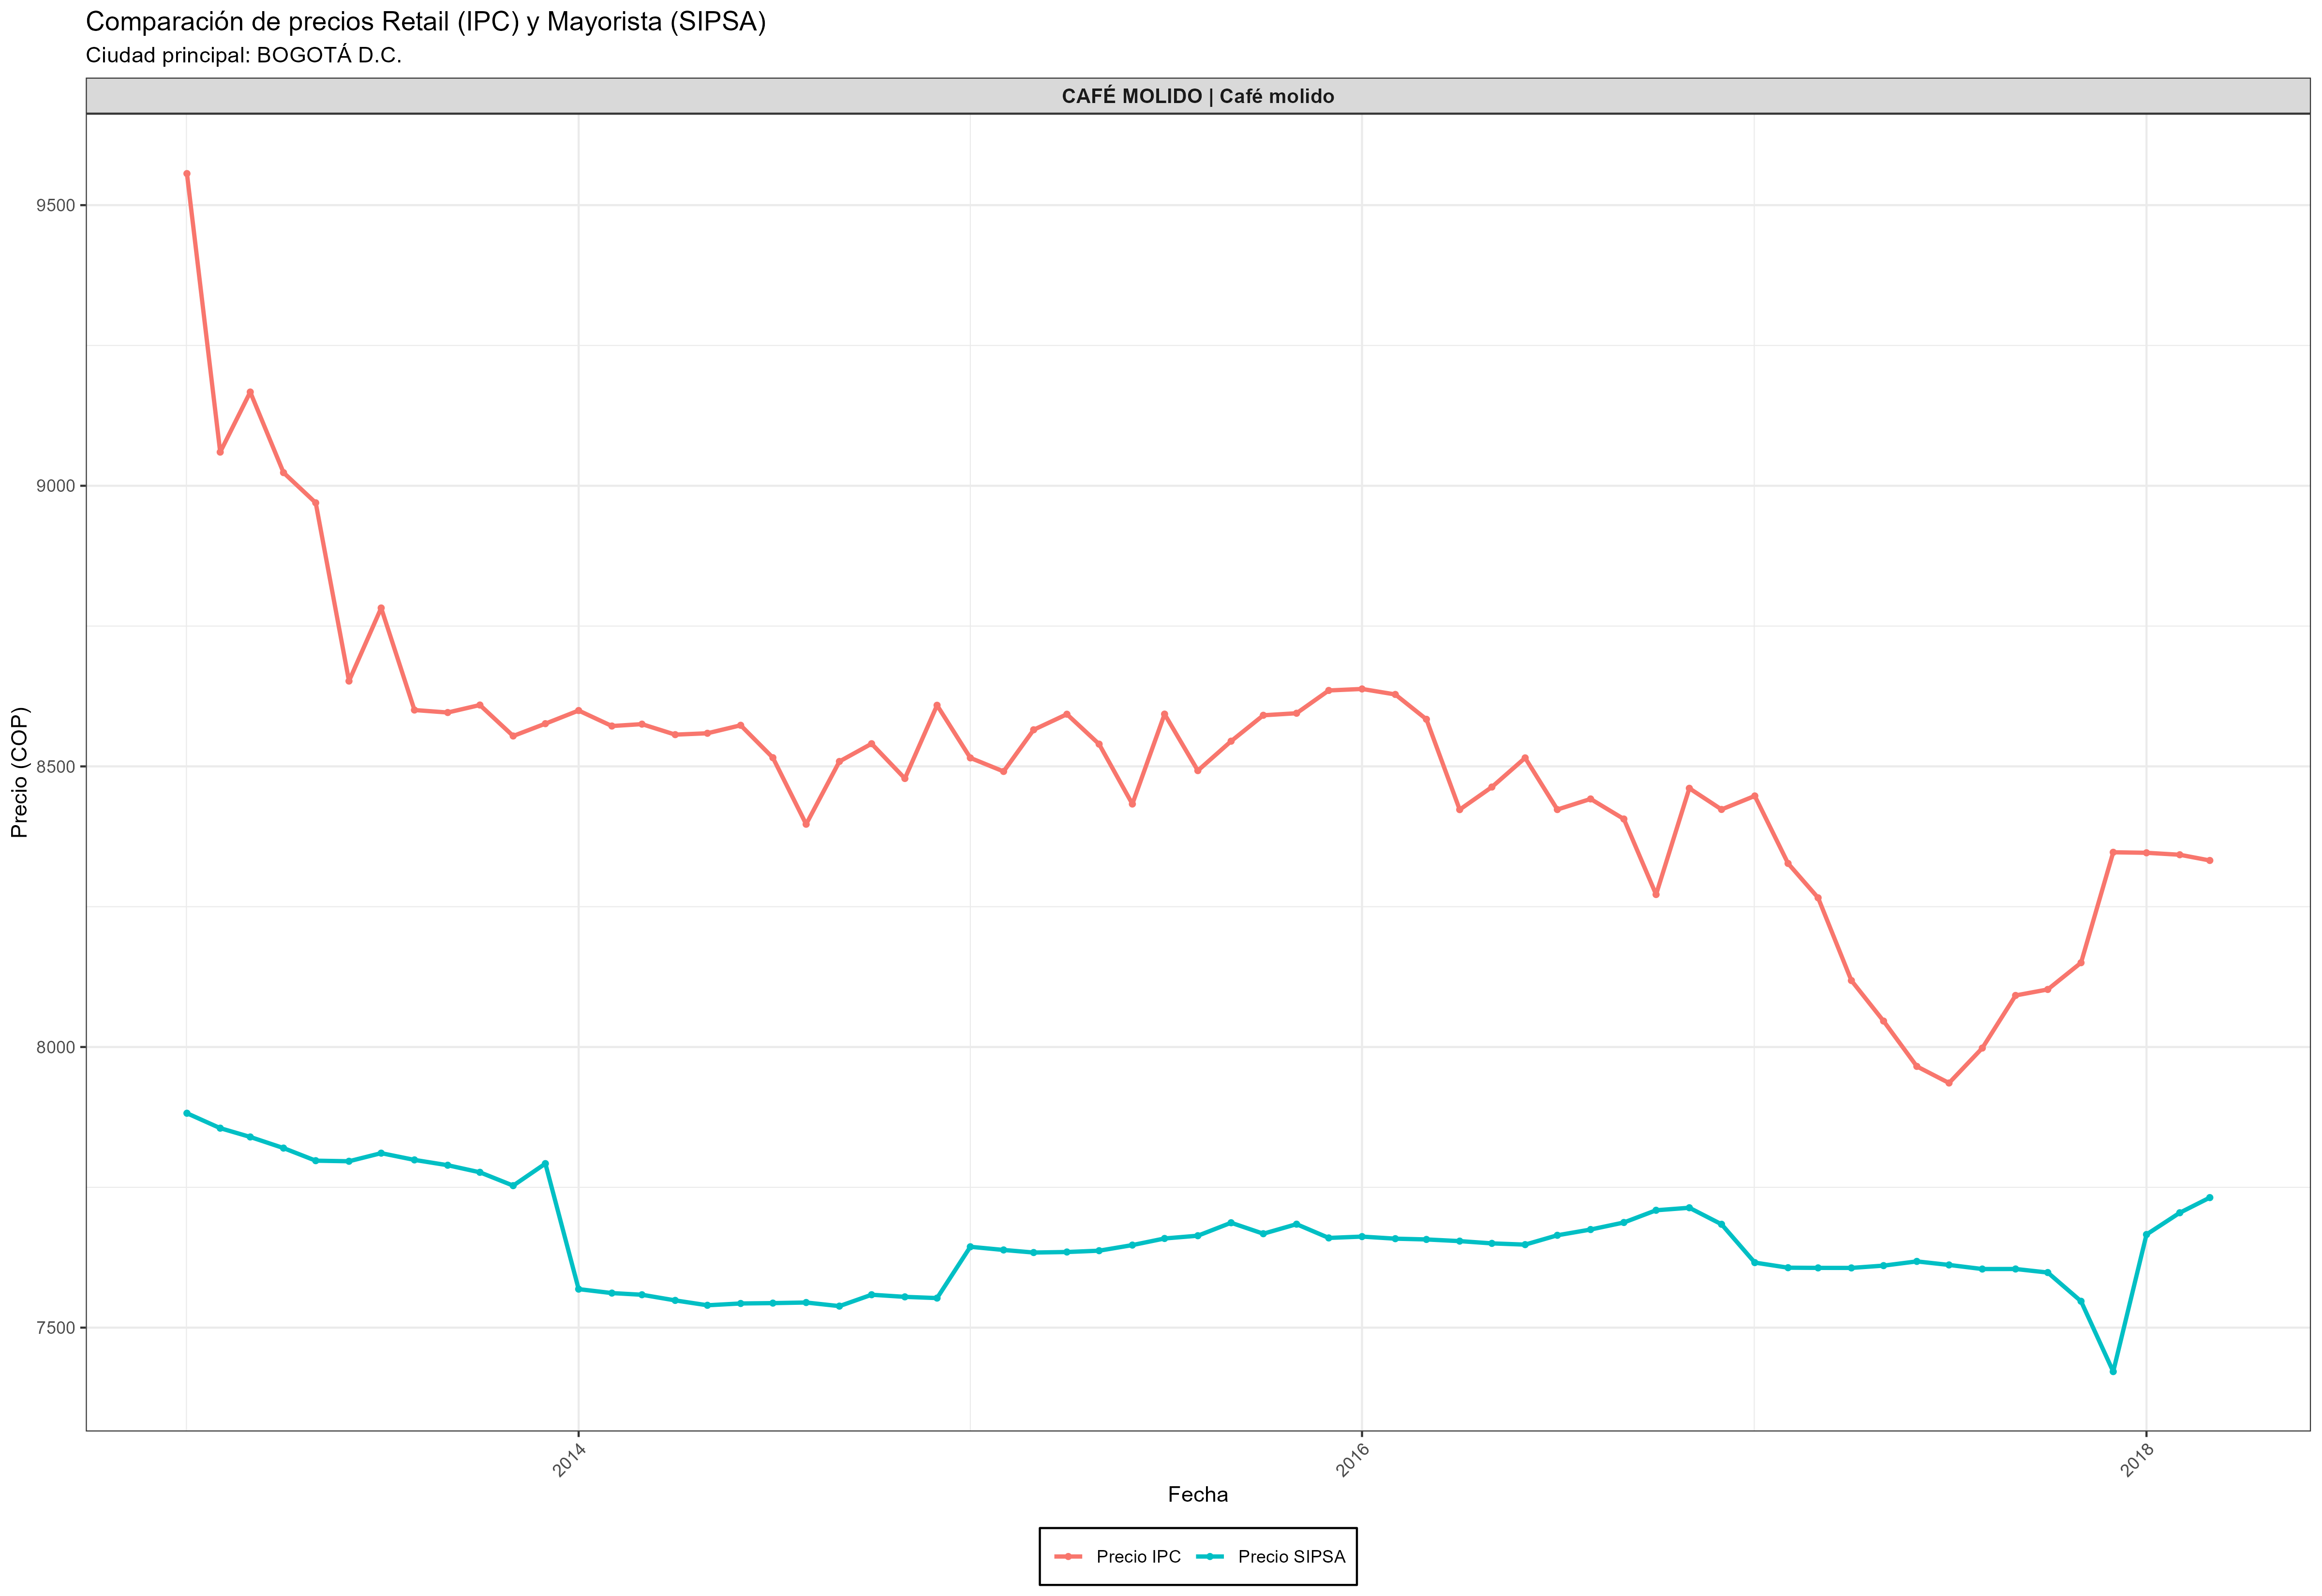 Comparación de precios Retail (IPC) y Mayorista (SIPSA)
Ciudad principal: BOGOTÁ D.C.
CAFÉ MOLIDO | Café molido
Precio (COP)
9500
9000
8500
8000
7500
2014
2016
2018
Fecha
Precio IPC
Precio SIPSA